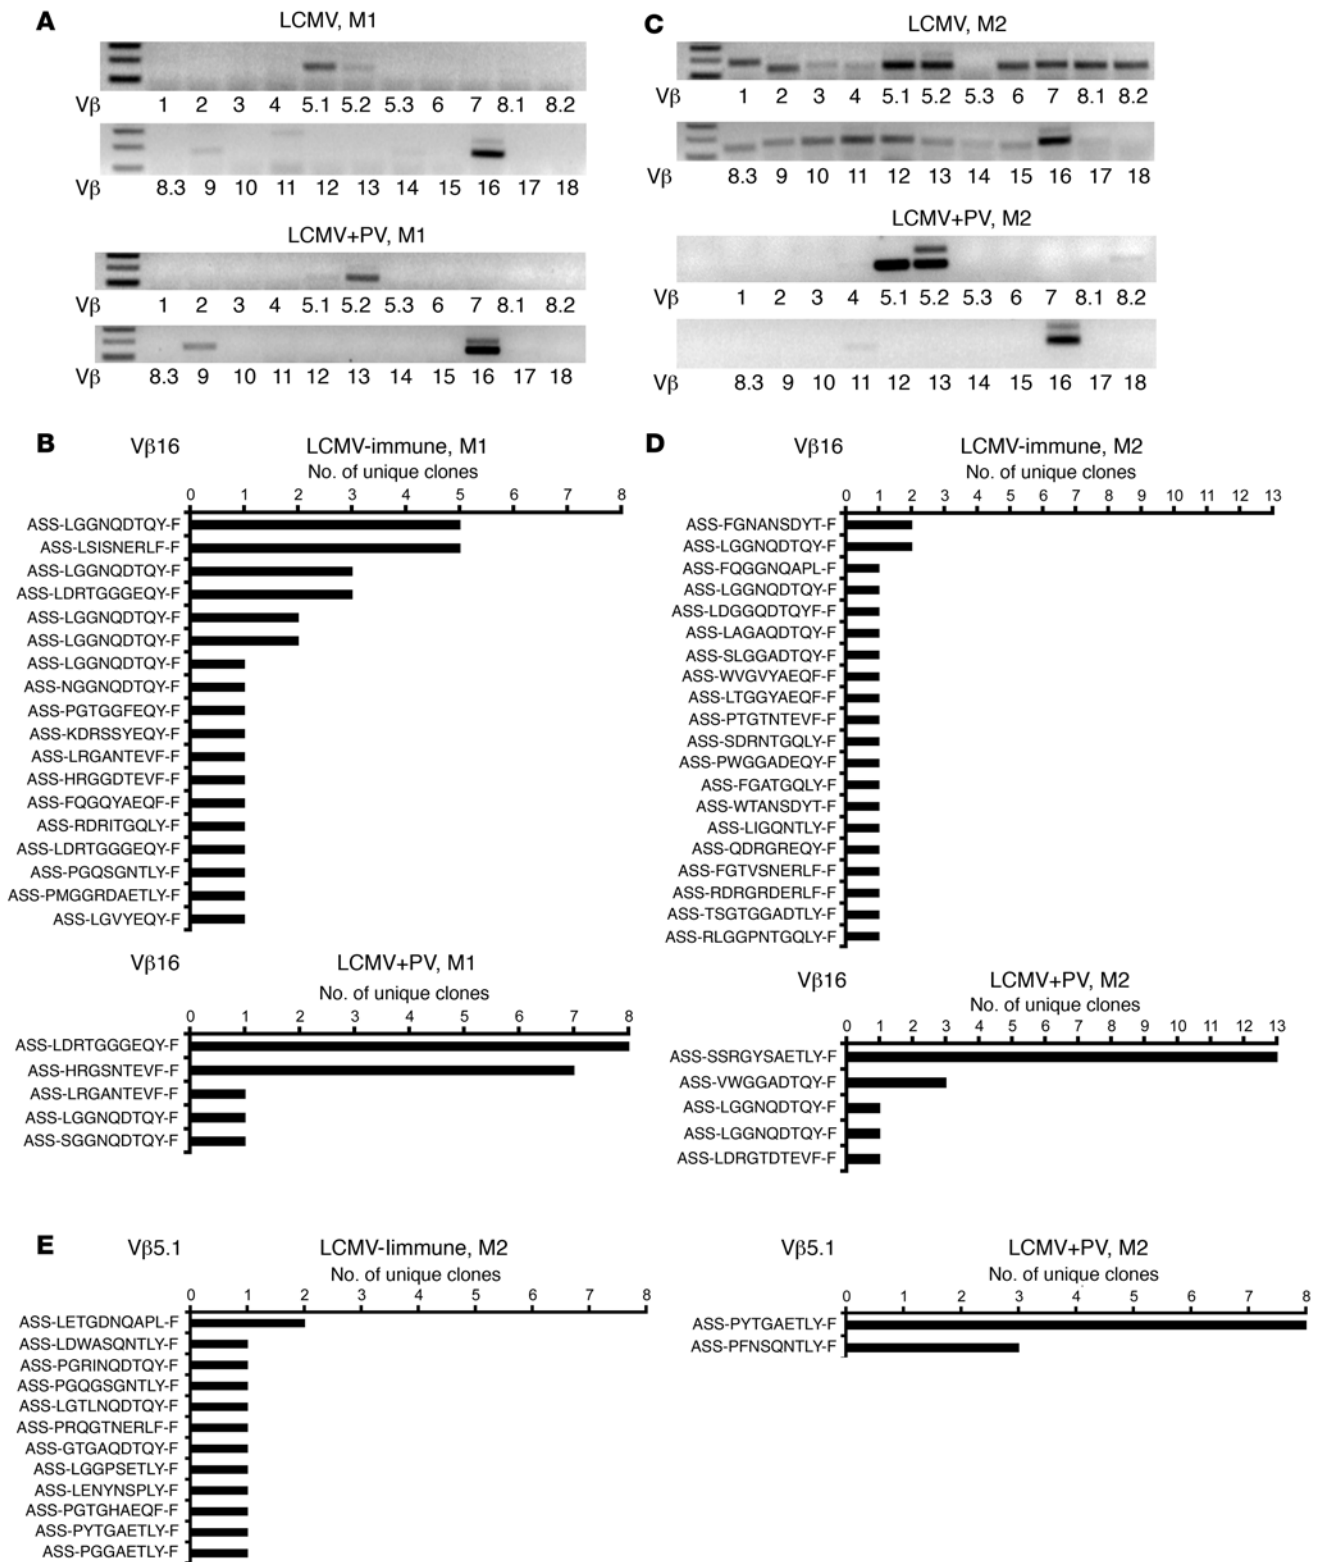 A
LCMV, M1
Vβ 1 2 3 4 5.1 5.2 5.3 6 7 8.1 8.2
Vβ 8.3 9 10 11 12 13 14 15 16 17 18
LCMV+PV, M1
Vβ 1 2 3 4 5.1 5.2 5.3 6 7 8.1 8.2
Vβ 8.3 9 10 11 12 13 14 15 16 17 18
C
LCMV, M2
Vβ 1 2 3 4 5.1 5.2 5.3 6 7 8.1 8.2
Vβ 8.3 9 10 11 12 13 14 15 16 17 18
LCMV+PV, M2
Vβ 1 2 3 4 5.1 5.2 5.3 6 7 8.1 8.2
Vβ 8.3 9 10 11 12 13 14 15 16 17 18
B
Vβ16 LCMV-immune, M1
No. of unique clones
0 1 2 3 4 5 6 7 8
ASS-LGGNQDTQY-F
ASS-LSISNERLF-F
ASS-LGGNQDTQY-F
ASS-LDRTGGGEQY-F
ASS-LGGNQDTQY-F
ASS-LGGNQDTQY-F
ASS-LGGNQDTQY-F
ASS-NGGNQDTQY-F
ASS-PGTGGFEQY-F
ASS-KDRSSYEQY-F
ASS-LRGANTEVF-F
ASS-HRGGDTEVF-F
ASS-FQGQYAEQF-F
ASS-RDRITGQLY-F
ASS-LDRTGGGEQY-F
ASS-PGQSGNTLY-F
ASS-PMGGRDAETLY-F
ASS-LGVYEQY-F
Vβ16 LCMV+PV, M1
No. of unique clones
0 1 2 3 4 5 6 7 8
ASS-LDRTGGGEQY-F
ASS-HRGSNTEVF-F
ASS-LRGANTEVF-F
ASS-LGGNQDTQY-F
ASS-SGGNQDTQY-F
D
Vβ16 LCMV-immune, M2
No. of unique clones
0 1 2 3 4 5 6 7 8 9 10 11 12 13
ASS-FGNANSDYT-F
ASS-LGGNQDTQY-F
ASS-FQGGNQAPL-F
ASS-LGGNQDTQY-F
ASS-LDGGQDTQYF-F
ASS-LAGAQDTQY-F
ASS-SLGGADTQY-F
ASS-WVGVYAEQF-F
ASS-LTGGYAEQF-F
ASS-PTGTNTEVF-F
ASS-SDRNTGQLY-F
ASS-PWGGADEQY-F
ASS-FGATGQLY-F
ASS-WTANSDYT-F
ASS-LIGQNTLY-F
ASS-QDRGREQY-F
ASS-FGTVSNERLF-F
ASS-RDRGRDERLF-F
ASS-TSGTGGADTLY-F
ASS-RLGGPNTGQLY-F
Vβ16 LCMV+PV, M2
No. of unique clones
0 1 2 3 4 5 6 7 8 9 10 11 12 13
ASS-SSRGYSAETLY-F
ASS-VWGGADTQY-F
ASS-LGGNQDTQY-F
ASS-LGGNQDTQY-F
ASS-LDRGTDTEVF-F
E
Vβ5.1 LCMV-Iimmune, M2
No. of unique clones
0 1 2 3 4 5 6 7 8
ASS-LETGDNQAPL-F
ASS-LDWASQNTLY-F
ASS-PGRINQDTQY-F
ASS-PGQGSGNTLY-F
ASS-LGTLNQDTQY-F
ASS-PRQGTNERLF-F
ASS-GTGAQDTQY-F
ASS-LGGPSETLY-F
ASS-LENYNSPLY-F
ASS-PGTGHAEQF-F
ASS-PYTGAETLY-F
ASS-PGGAETLY-F
Vβ5.1 LCMV+PV, M2
No. of unique clones
0 1 2 3 4 5 6 7 8
ASS-PYTGAETLY-F
ASS-PFNSQNTLY-F